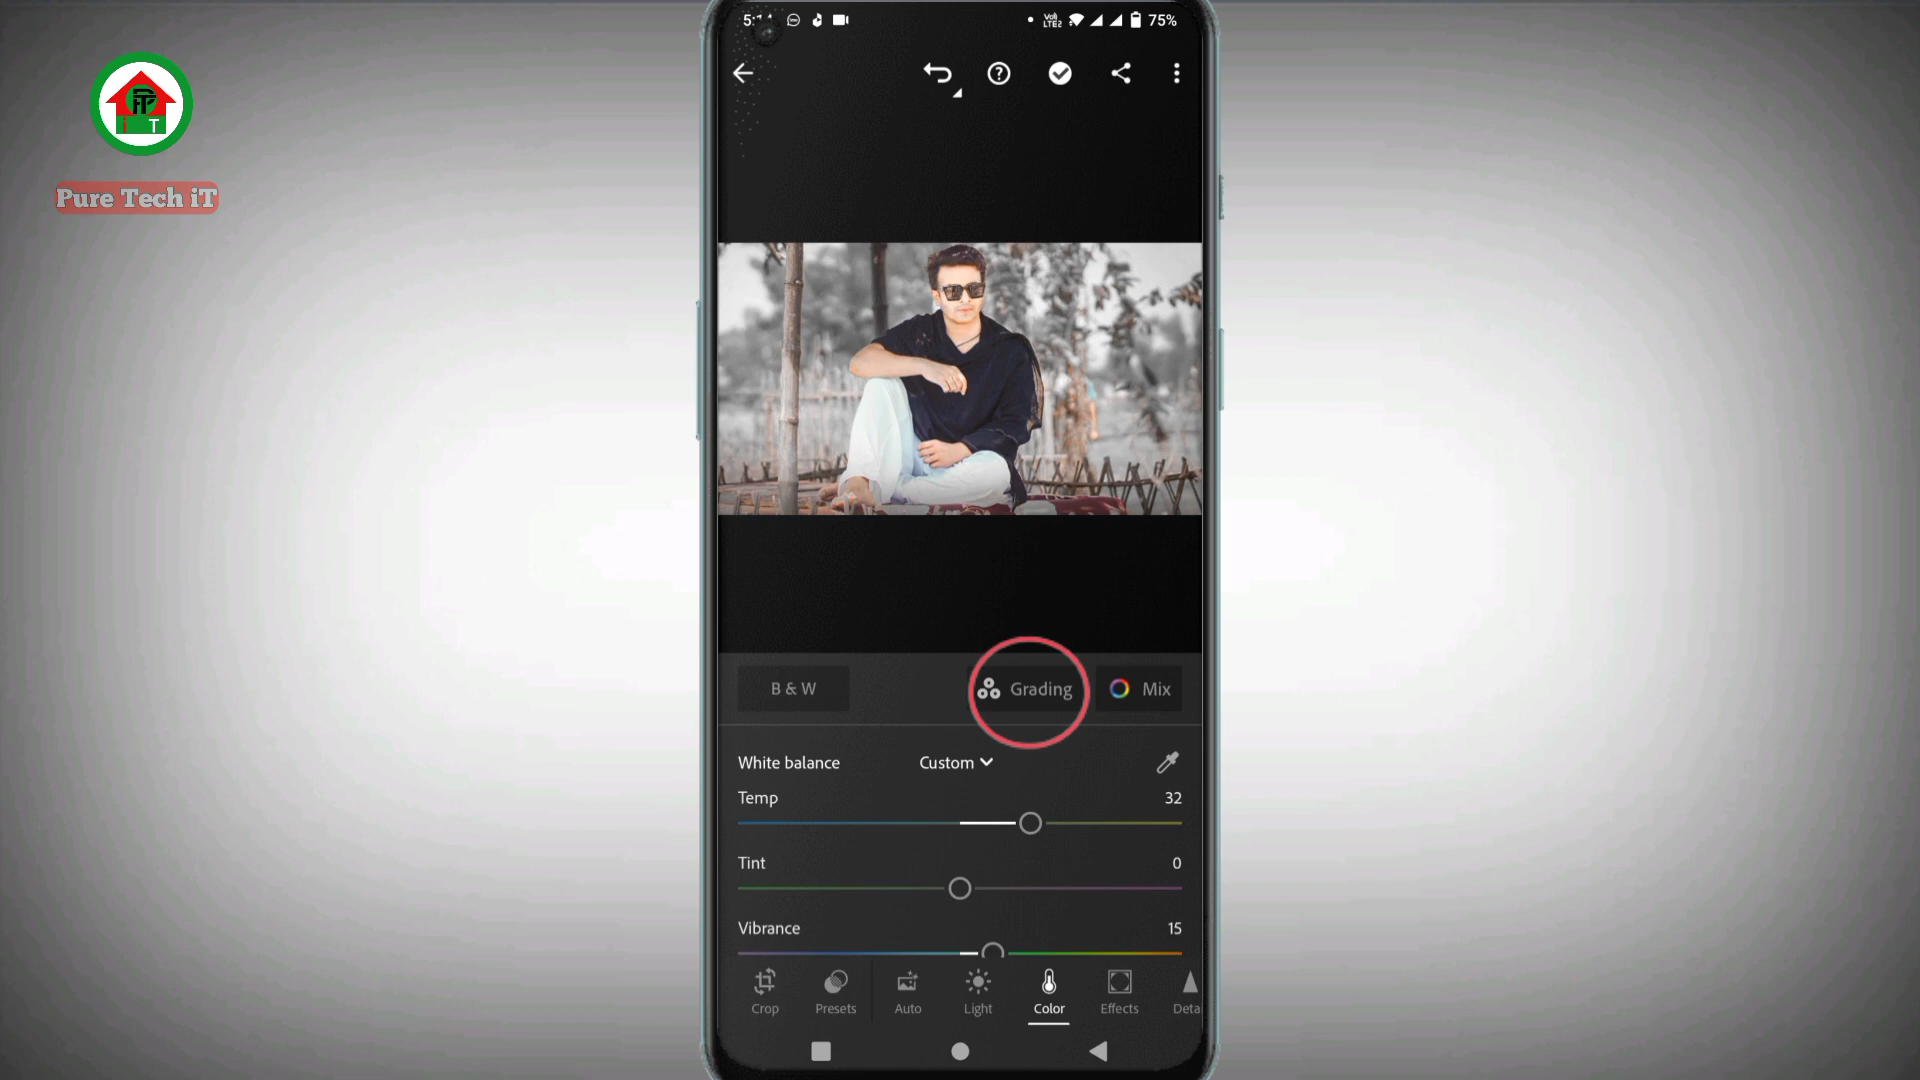 Pure Tech iT
75%
B & W
Grading
Mix
White balance
Custom
Temp
32
Tint
0
Vibrance
15
Crop
Presets
Auto
Light
Color
Effects
Deta